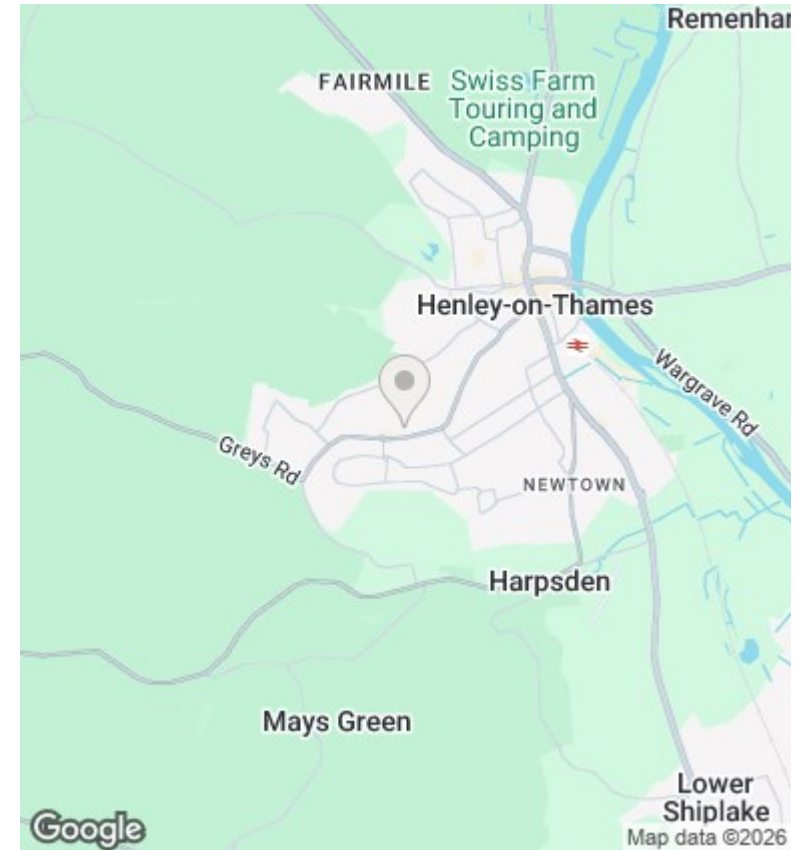 Remenhar
FAIRMILE
Swiss Farm
Touring and
Camping
Henley-on-Thames
Wargrave Rd
Greys Rd
NEWTOWN
Harpsden
Mays Green
Lower
Shiplake
Google
Map data ©2026